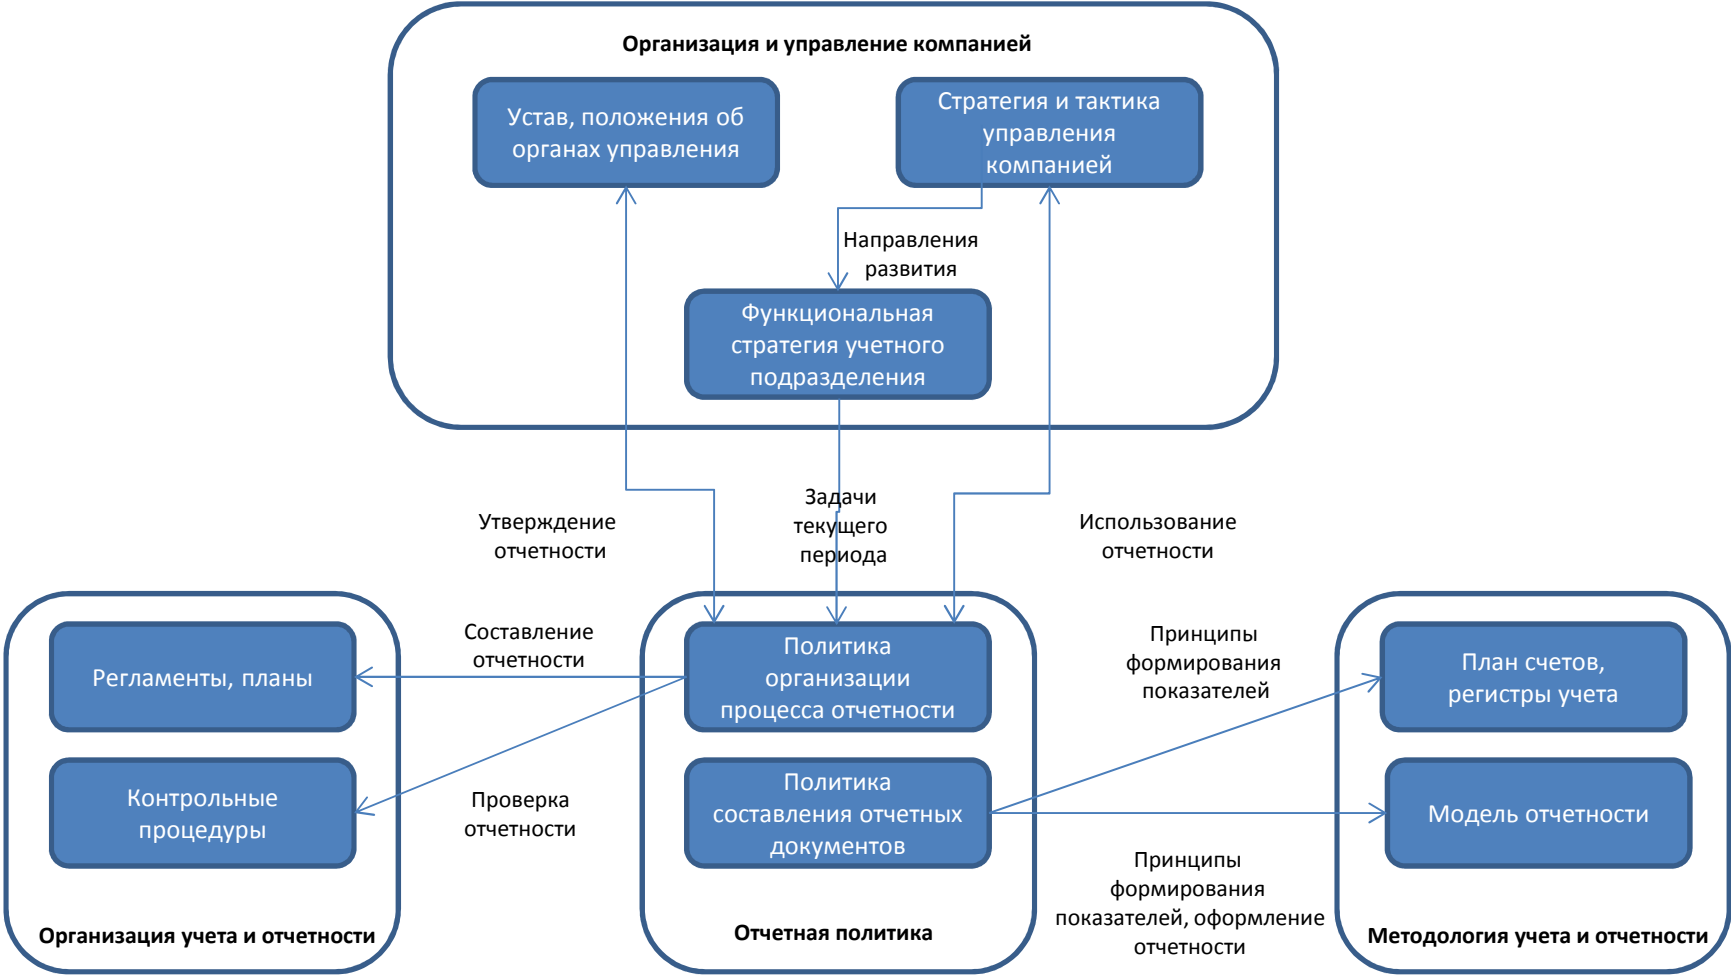 Организация и управление компанией
Устав, положения об
органах управления
Стратегия и тактика
управления
компанией
Направления
развития
Функциональная
стратегия учетного
подразделения
Утверждение
отчетности
Задачи
текущего
периода
Использование
отчетности
Регламенты, планы
Контрольные
процедуры
Организация учета и отчетности
Составление
отчетности
Проверка
отчетности
Политика
организации
процесса отчетности
Политика
составления отчетных
документов
Отчетная политика
Принципы
формирования
показателей
Принципы
формирования
показателей, оформление
отчетности
План счетов,
регистры учета
Модель отчетности
Методология учета и отчетности